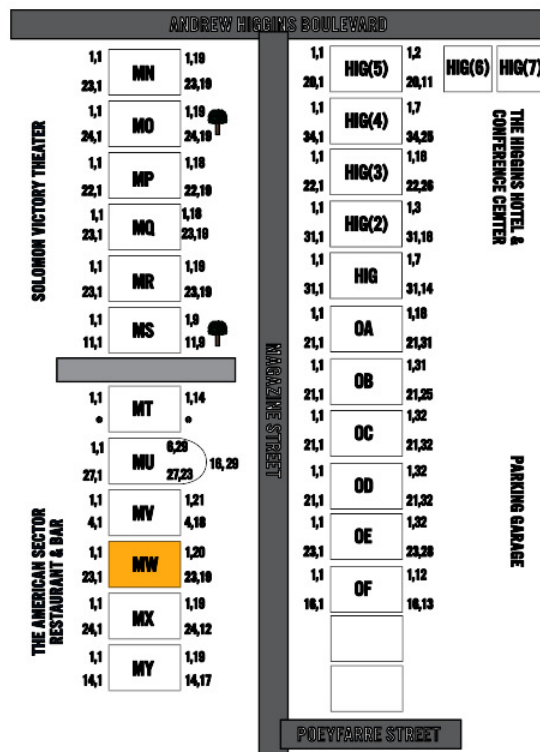 ANDREW HIGGINS BOULEVARD
SOLOMON VICTORY THEATER
1,1 MN 1,19
23,1 23,19
1,1 MO 1,19
24,1 24,19
1,1 MP 1,18
22,1 22,19
1,1 MQ 1,18
23,1 23,19
1,1 MR 1,19
23,1 23,19
1,1 MS 1,9
11,1 11,9
THE AMERICAN SECTOR
RESTAURANT & BAR
1,1 MT 1,14
* *
1,1 MU 6,29
27,1 27,23 16,29
1,1 MV 1,21
4,1 4,18
1,1 MW 1,20
23,1 23,19
1,1 MX 1,19
24,1 24,12
1,1 MY 1,19
14,1 14,17
MAGAZINE STREET
1,1 HIG(5) 1,2
20,1 20,11
HIG(6) HIG(7)
1,1 HIG(4) 1,7
34,1 34,25
1,1 HIG(3) 1,18
22,1 22,26
1,1 HIG(2) 1,3
31,1 31,16
1,1 HIG 1,7
31,1 31,14
1,1 OA 1,18
21,1 21,31
1,1 OB 1,31
21,1 21,25
1,1 OC 1,32
21,1 21,32
1,1 OD 1,32
21,1 21,32
1,1 OE 1,32
23,1 23,28
1,1 OF 1,12
16,1 16,13
THE HIGGINS HOTEL &
CONFERENCE CENTER
PARKING GARAGE
POEYFARRE STREET